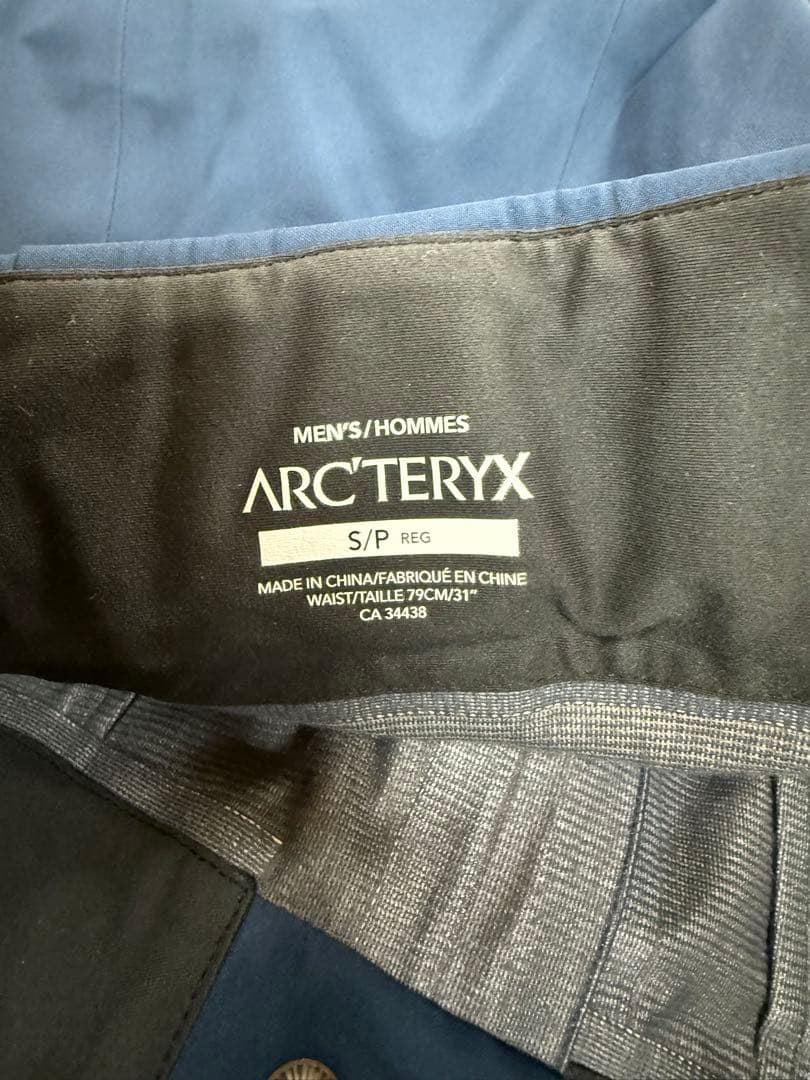 MEN'S/HOMMES
ARC'TERYX
S/P REG
MADE IN CHINA/FABRIQUÉ EN CHINE
WAIST/TAILLE 79CM/31"
CA 34438